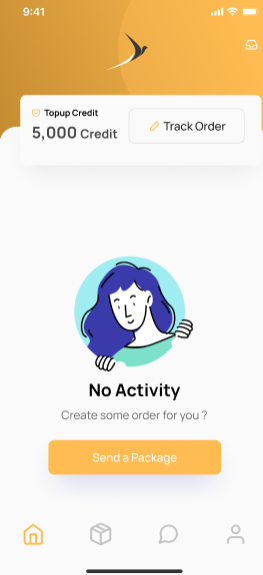 9:41
Topup Credit
5,000 Credit
Track Order
No Activity
Create some order for you ?
Send a Package